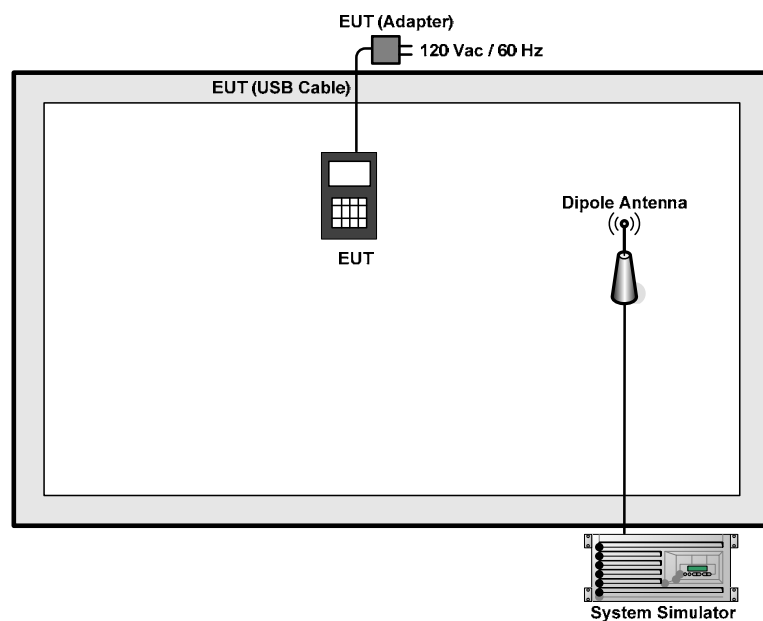 EUT (Adapter)
120 Vac / 60 Hz
EUT (USB Cable)
Dipole Antenna
EUT
System Simulator